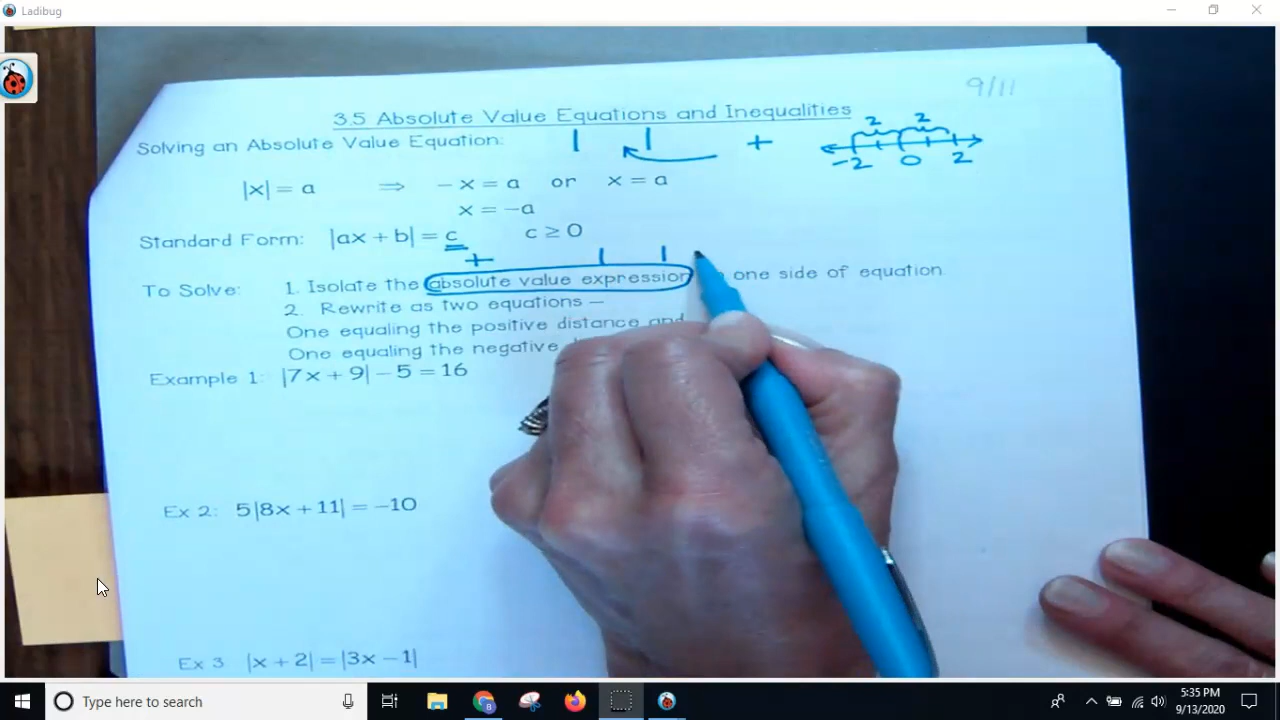 Ladibug
9/11
3.5 Absolute Value Equations and Inequalities
Solving an Absolute Value Equation: | | +
2 2
-2 0 2
|x| = a ⇒ -x = a or x = a
x = -a
Standard Form: |ax + b| = c c ≥ 0
+ | |
To Solve: 1. Isolate the absolute value expression one side of equation.
2. Rewrite as two equations –
One equaling the positive distance and
One equaling the negative
Example 1: |7x + 9| - 5 = 16
Ex 2: 5|8x + 11| = -10
Ex 3 |x + 2| = |3x - 1|
Type here to search
5:35 PM
9/13/2020